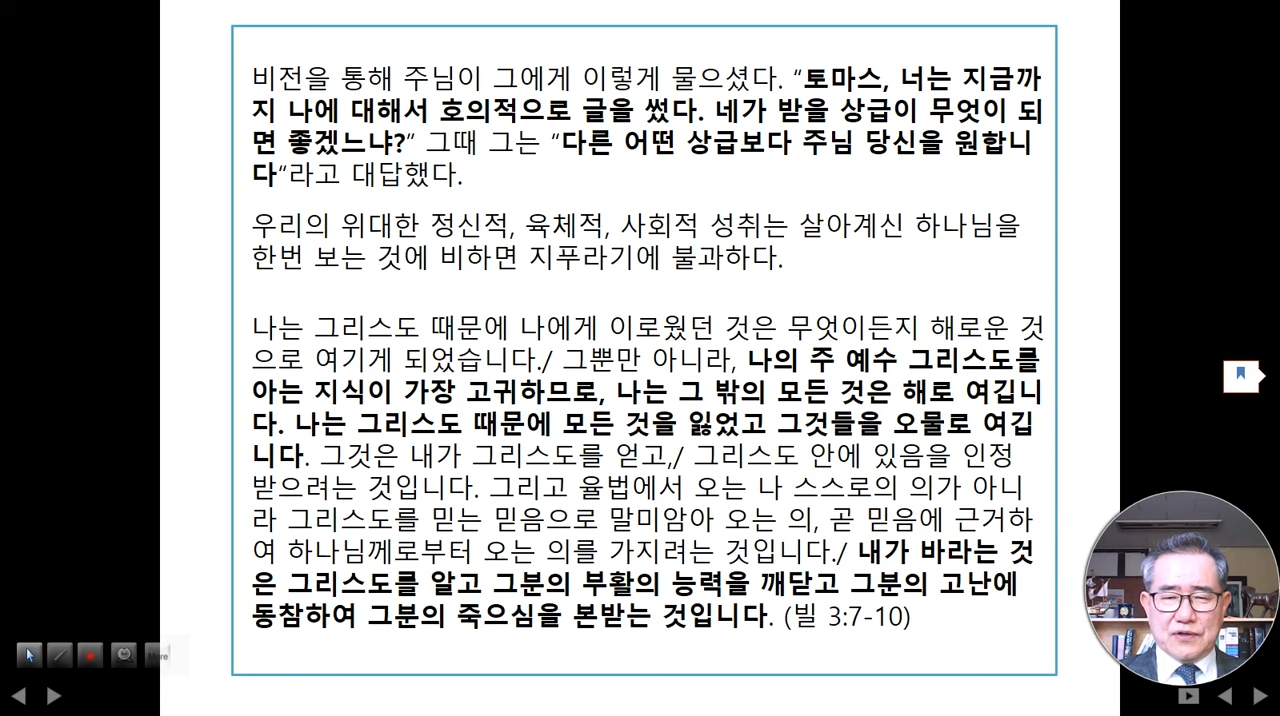 비전을 통해 주님이 그에게 이렇게 물으셨다. “토마스, 너는 지금까
지 나에 대해서 호의적으로 글을 썼다. 네가 받을 상급이 무엇이 되
면 좋겠느냐?” 그때 그는 “다른 어떤 상급보다 주님 당신을 원합니
다“라고 대답했다.
우리의 위대한 정신적, 육체적, 사회적 성취는 살아계신 하나님을
한번 보는 것에 비하면 지푸라기에 불과하다.
나는 그리스도 때문에 나에게 이로웠던 것은 무엇이든지 해로운 것
으로 여기게 되었습니다./ 그뿐만 아니라, 나의 주 예수 그리스도를
아는 지식이 가장 고귀하므로, 나는 그 밖의 모든 것은 해로 여깁니
다. 나는 그리스도 때문에 모든 것을 잃었고 그것들을 오물로 여깁
니다. 그것은 내가 그리스도를 얻고,/ 그리스도 안에 있음을 인정
받으려는 것입니다. 그리고 율법에서 오는 나 스스로의 의가 아니
라 그리스도를 믿는 믿음으로 말미암아 오는 의, 곧 믿음에 근거하
여 하나님께로부터 오는 의를 가지려는 것입니다./ 내가 바라는 것
은 그리스도를 알고 그분의 부활의 능력을 깨닫고 그분의 고난에
동참하여 그분의 죽으심을 본받는 것입니다. (빌 3:7-10)
More